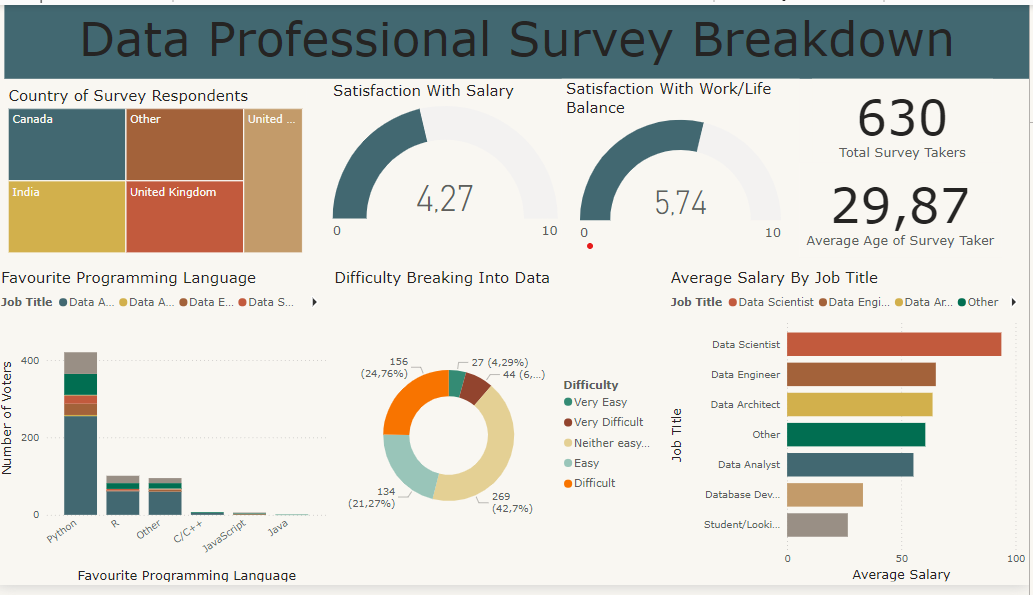 Data Professional Survey Breakdown
Country of Survey Respondents
Canada
Other
United ...
India
United Kingdom
Satisfaction With Salary
4,27
0
10
Satisfaction With Work/Life
Balance
5,74
0
10
630
Total Survey Takers
29,87
Average Age of Survey Taker
Favourite Programming Language
Job Title Data A... Data A... Data E... Data S...
Number of Voters
400
200
0
Python
R
Other
C/C++
JavaScript
Java
Favourite Programming Language
Difficulty Breaking Into Data
27 (4,29%)
44 (6,...)
269
(42,7%)
134
(21,27%)
156
(24,76%)
Difficulty
Very Easy
Very Difficult
Neither easy...
Easy
Difficult
Average Salary By Job Title
Job Title Data Scientist Data Engi... Data Ar... Other
Job Title
Data Scientist
Data Engineer
Data Architect
Other
Data Analyst
Database Dev...
Student/Looki...
0
50
100
Average Salary